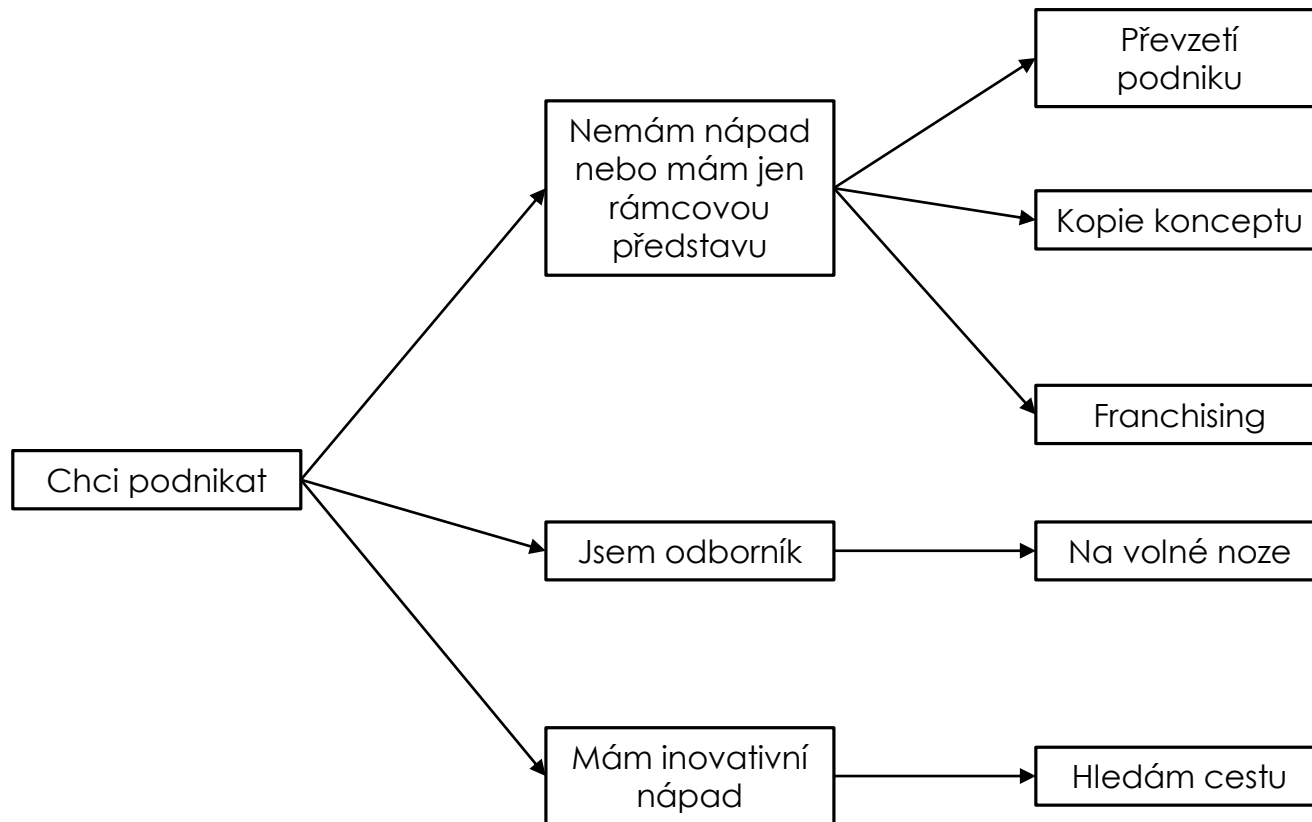 Převzetí
podniku
Nemám nápad
nebo mám jen
rámcovou
představu
Kopie konceptu
Franchising
Chci podnikat
Jsem odborník
Na volné noze
Mám inovativní
nápad
Hledám cestu